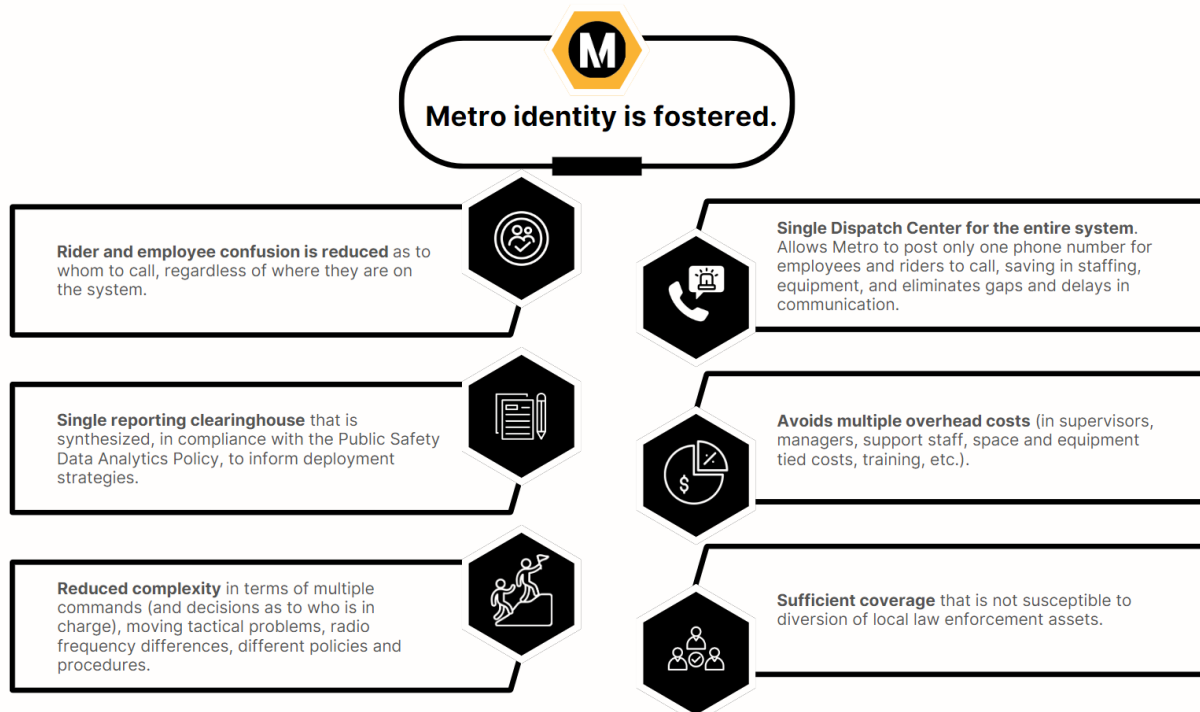 M
Metro identity is fostered.
Rider and employee confusion is reduced as to
whom to call, regardless of where they are on
the system.
Single reporting clearinghouse that is
synthesized, in compliance with the Public Safety
Data Analytics Policy, to inform deployment
strategies.
Reduced complexity in terms of multiple
commands (and decisions as to who is in
charge), moving tactical problems, radio
frequency differences, different policies and
procedures.
Single Dispatch Center for the entire system.
Allows Metro to post only one phone number for
employees and riders to call, saving in staffing,
equipment, and eliminates gaps and delays in
communication.
%
$
Avoids multiple overhead costs (in supervisors,
managers, support staff, space and equipment
tied costs, training, etc.).
Sufficient coverage that is not susceptible to
diversion of local law enforcement assets.